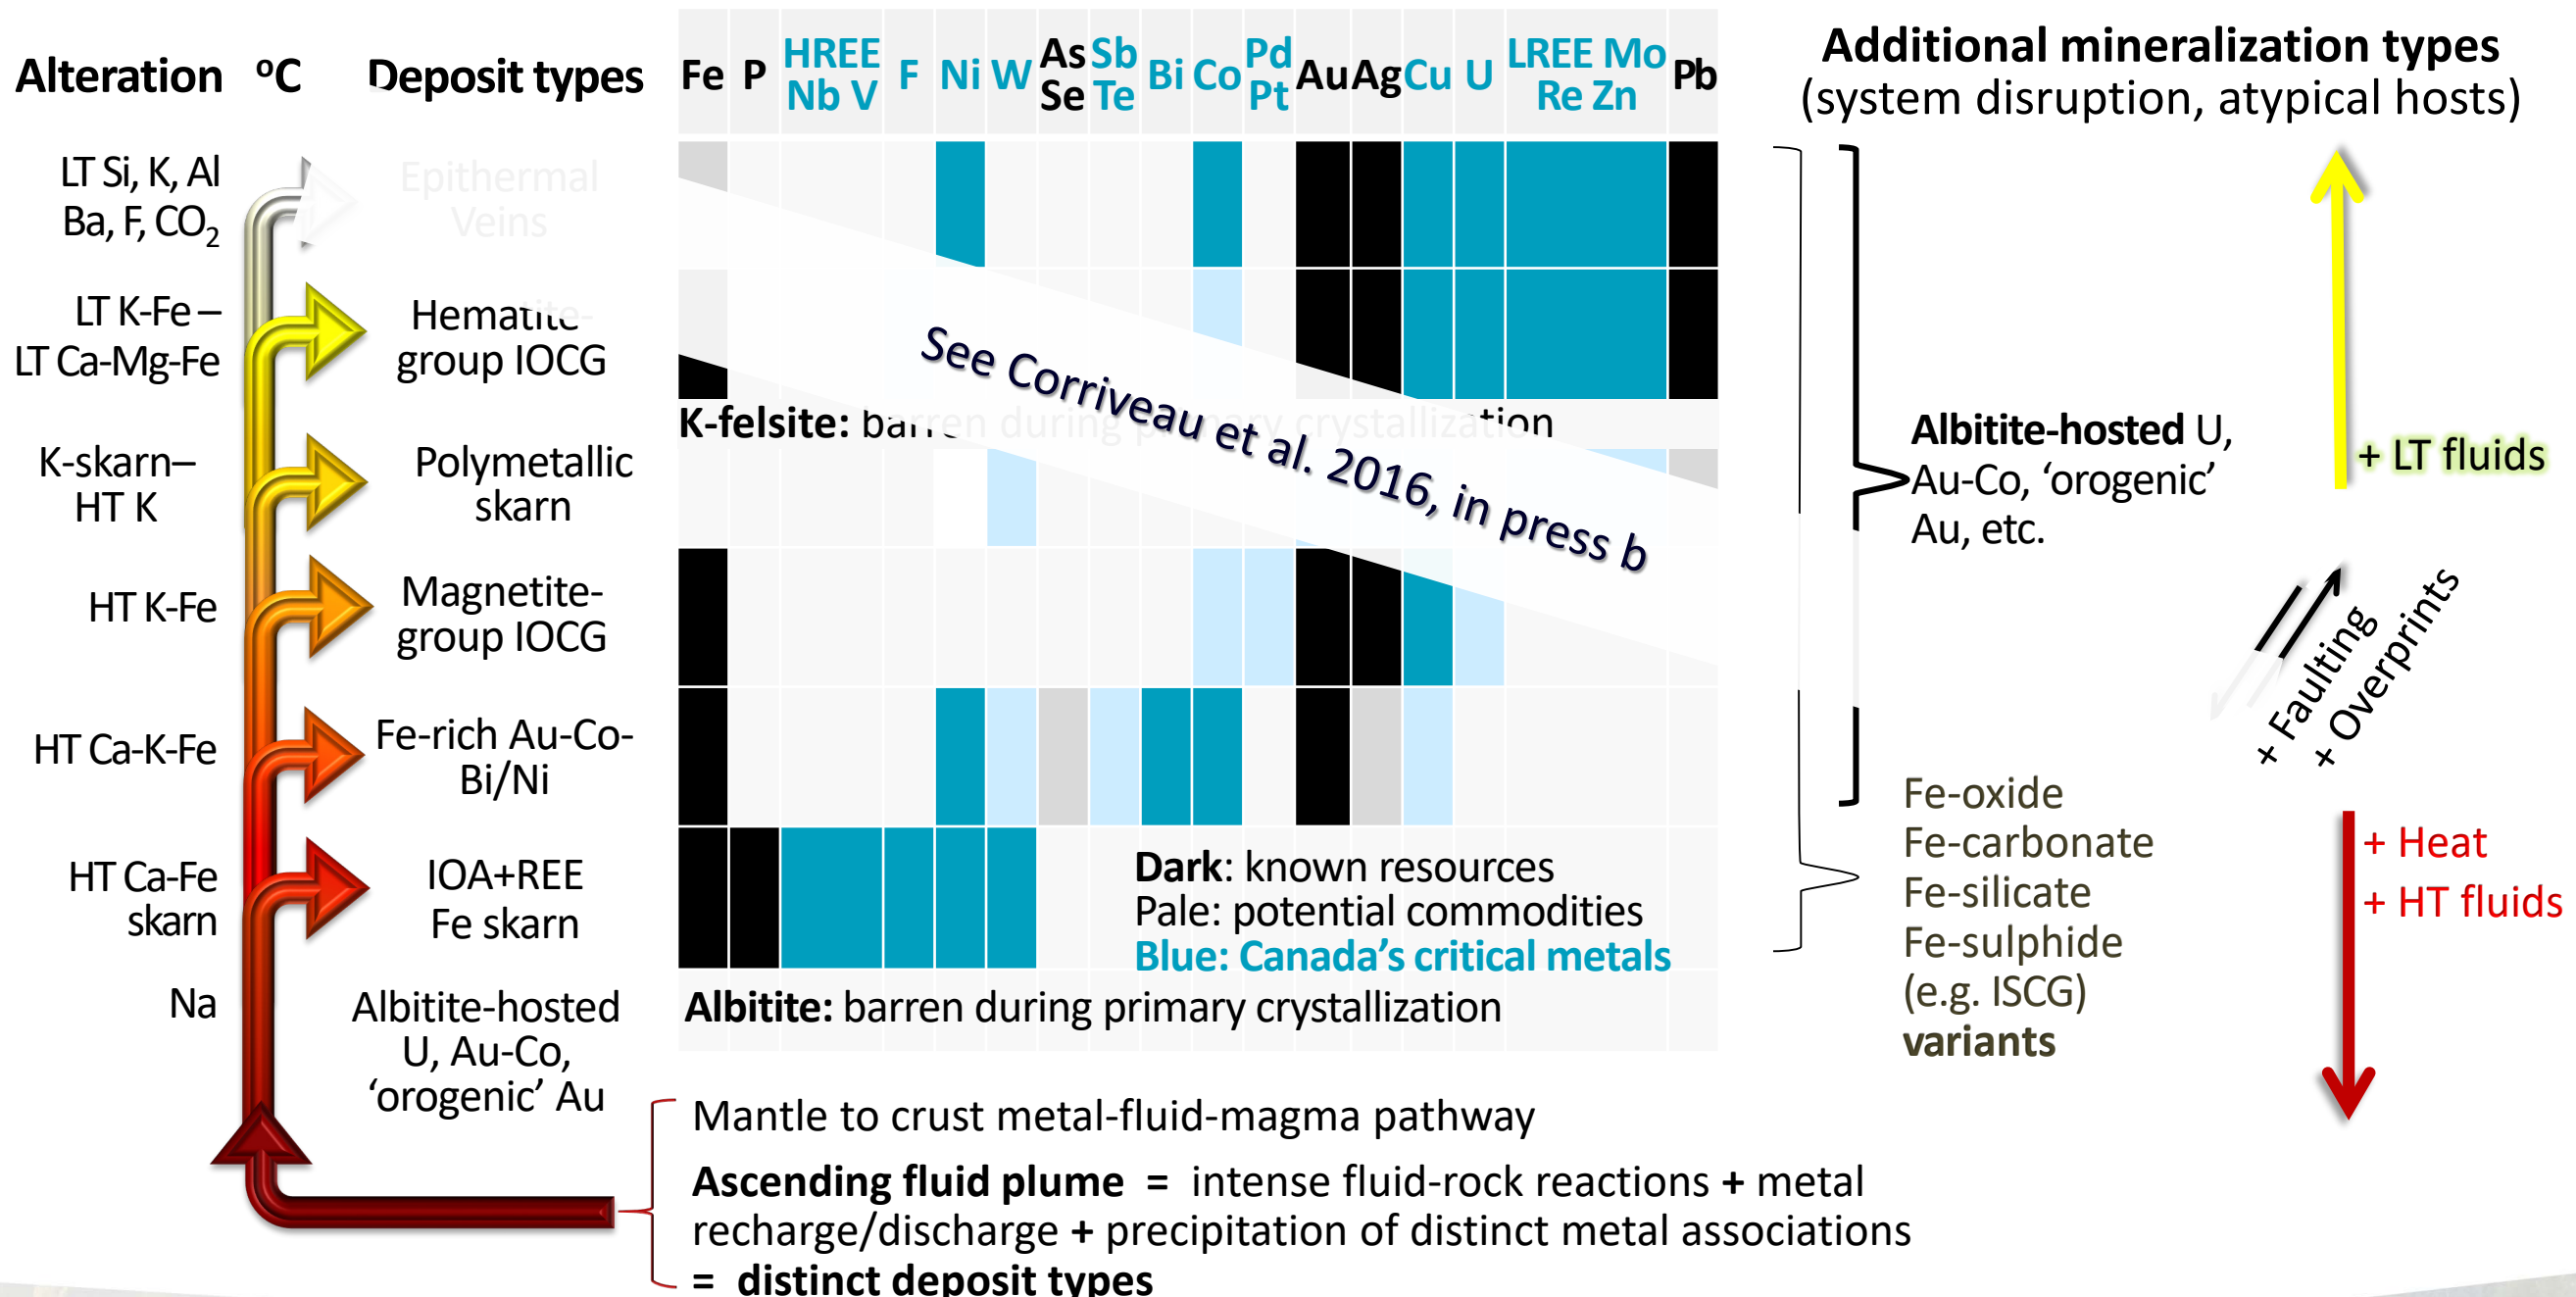 Alteration °C Deposit types
Fe P HREE Nb V F Ni W As Se Sb Te Bi Co Pd Pt Au Ag Cu U LREE Mo Re Zn Pb
Additional mineralization types
(system disruption, atypical hosts)
LT Si, K, Al
Ba, F, CO₂
Epithermal
Veins
LT K-Fe –
LT Ca-Mg-Fe
Hematite-
group IOCG
K-felsite: barren during primary crystallization
See Corriveau et al. 2016, in press b
K-skarn–
HT K
Polymetallic
skarn
HT K-Fe
Magnetite-
group IOCG
HT Ca-K-Fe
Fe-rich Au-Co-
Bi/Ni
HT Ca-Fe
skarn
IOA+REE
Fe skarn
Dark: known resources
Pale: potential commodities
Blue: Canada's critical metals
Na
Albitite-hosted
U, Au-Co,
‘orogenic’ Au
Albitite: barren during primary crystallization
Albitite-hosted U,
Au-Co, ‘orogenic’
Au, etc.
+ LT fluids
+ Faulting
+ Overprints
Fe-oxide
Fe-carbonate
Fe-silicate
Fe-sulphide
(e.g. ISCG)
variants
+ Heat
+ HT fluids
Mantle to crust metal-fluid-magma pathway
Ascending fluid plume = intense fluid-rock reactions + metal
recharge/discharge + precipitation of distinct metal associations
= distinct deposit types